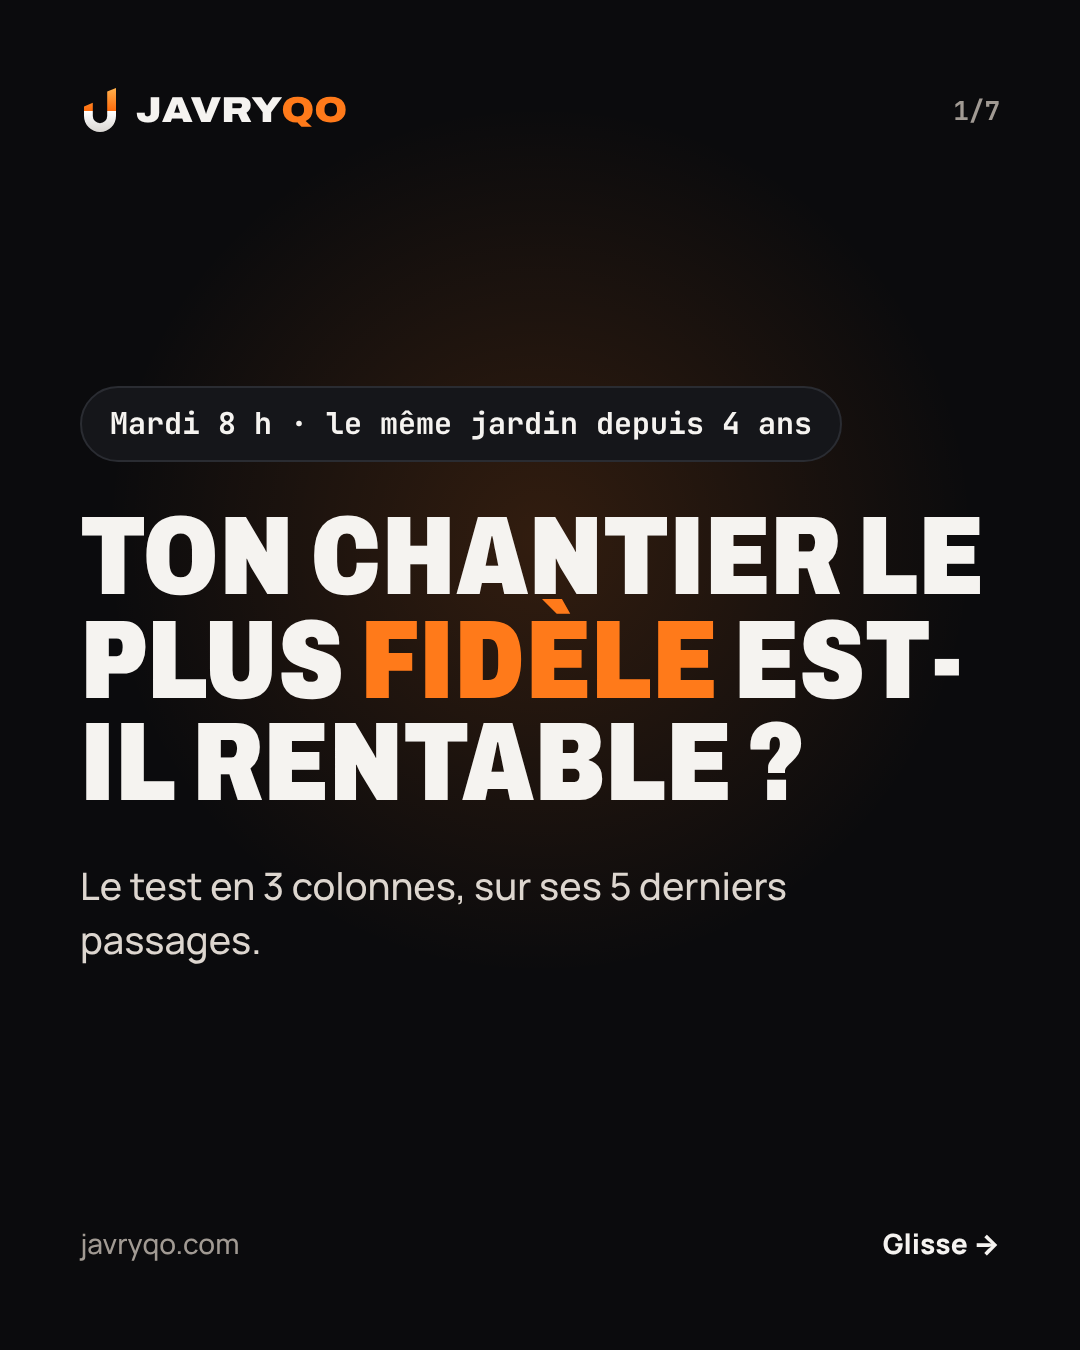 JAVRYQO
1/7
Mardi 8 h · le même jardin depuis 4 ans
TON CHANTIER LE
PLUS FIDÈLE EST-
IL RENTABLE ?
Le test en 3 colonnes, sur ses 5 derniers
passages.
javryqo.com
Glisse →